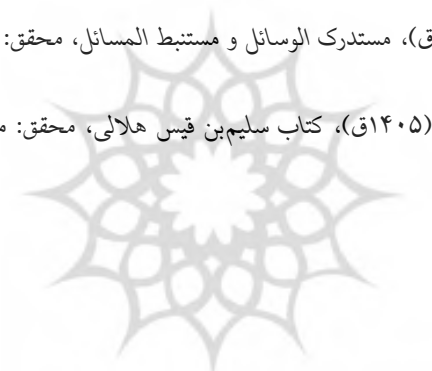 ق)، مستدرک الوسائل و مستنبط المسائل، محقق:
(۱۴۰۵ق)، کتاب سلیم‌بن قیس هلالی، محقق: